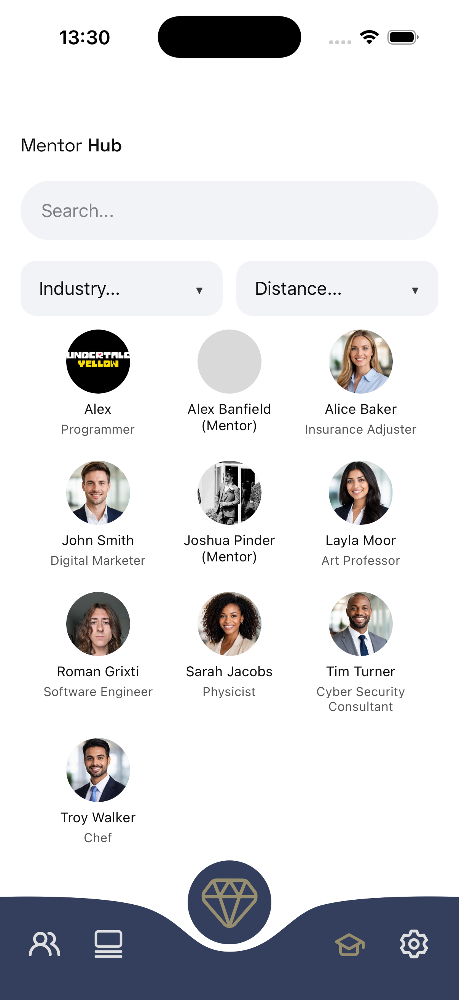 13:30
Mentor Hub
Search...
Industry...
Distance...
UNDERTALE
YELLOW
Alex
Programmer
Alex Banfield
(Mentor)
Alice Baker
Insurance Adjuster
John Smith
Digital Marketer
Joshua Pinder
(Mentor)
Layla Moor
Art Professor
Roman Grixti
Software Engineer
Sarah Jacobs
Physicist
Tim Turner
Cyber Security
Consultant
Troy Walker
Chef